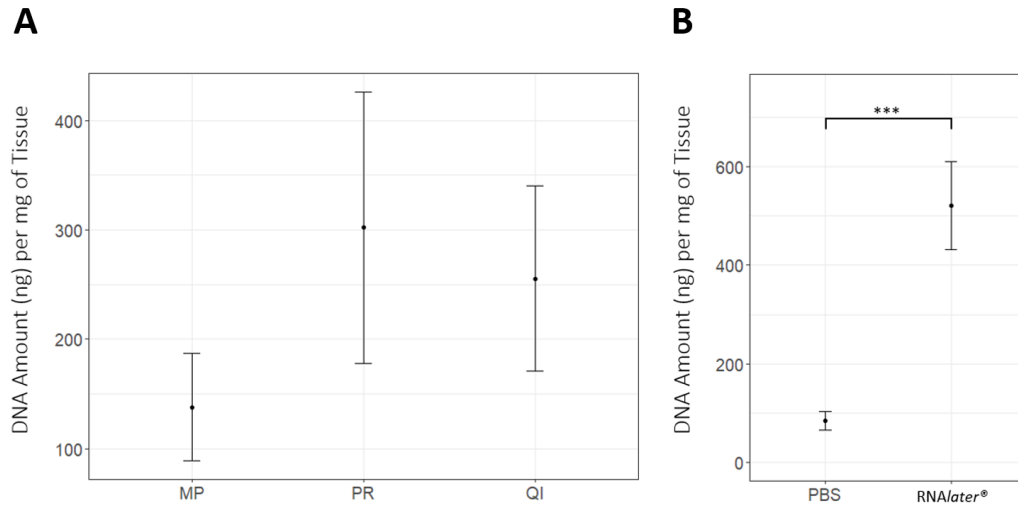 A
DNA Amount (ng) per mg of Tissue
400
300
200
100
MP PR QI
B
DNA Amount (ng) per mg of Tissue
600
400
200
0
***
PBS RNAlater®